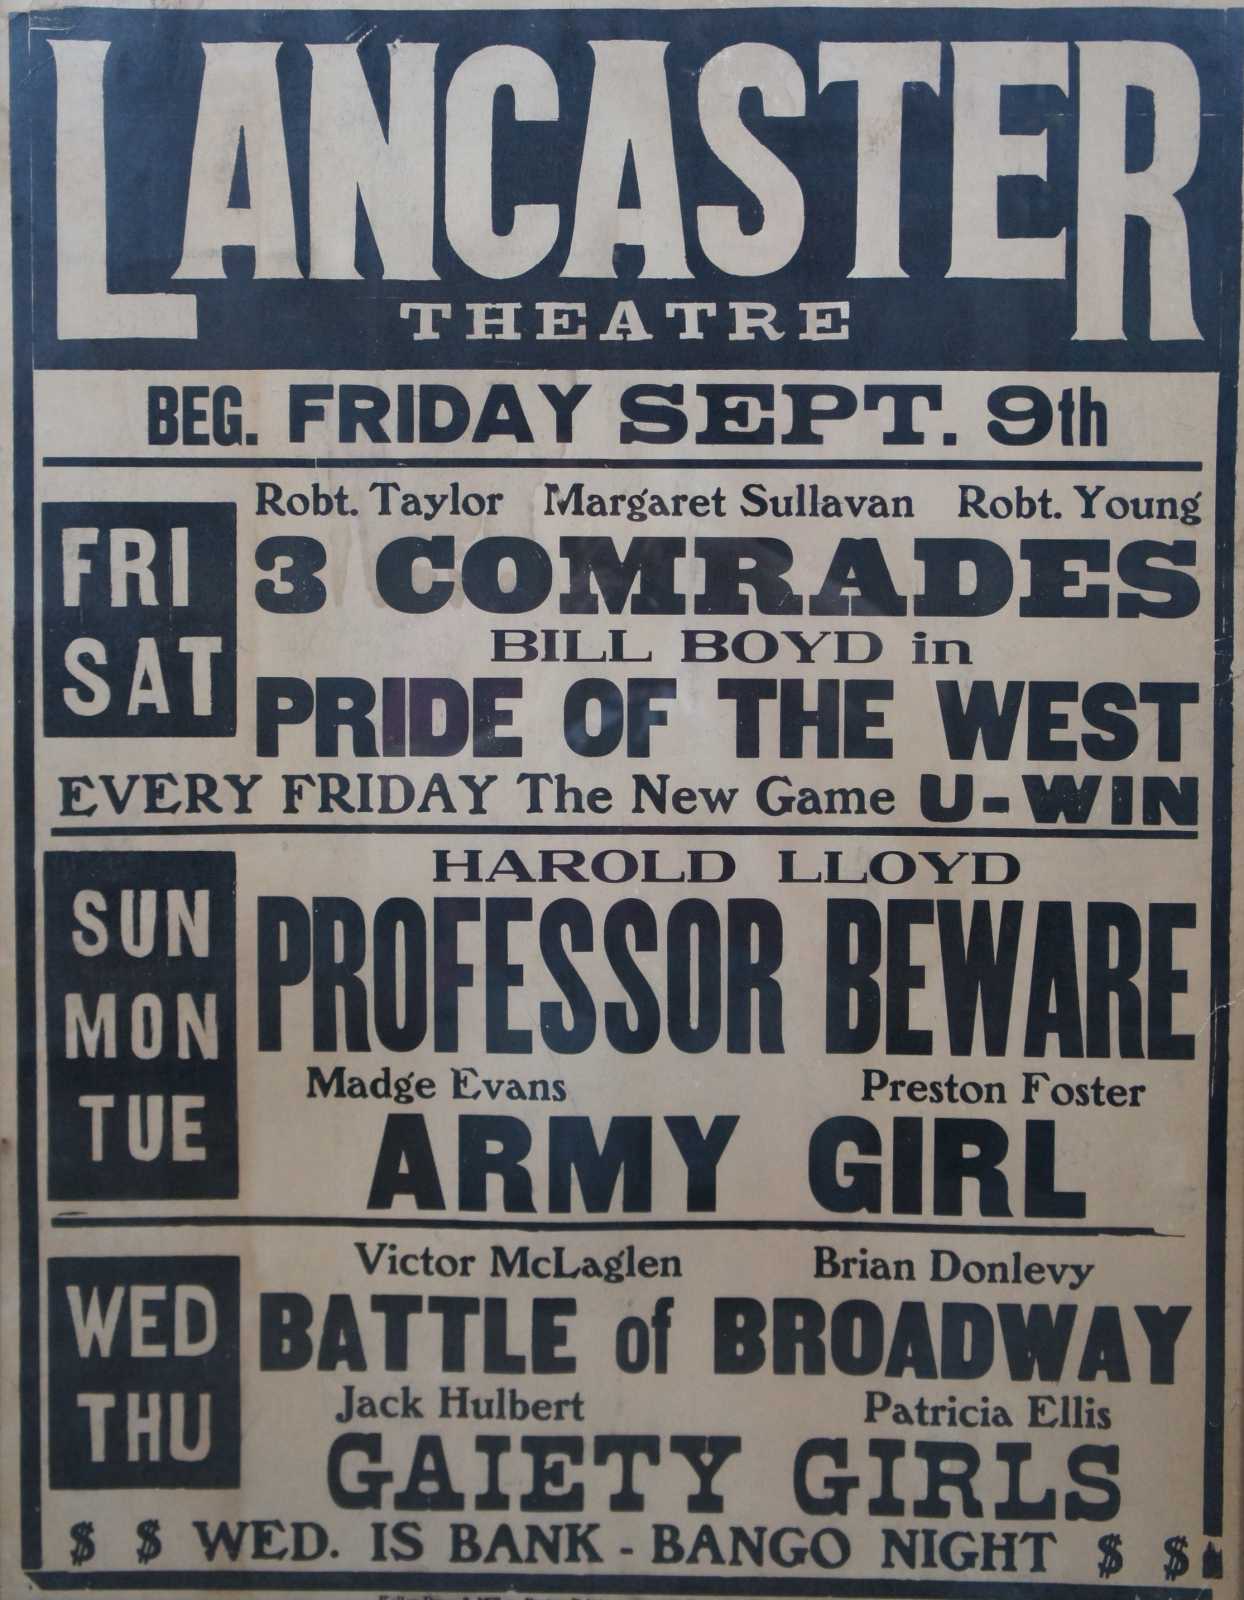 LANCASTER
THEATRE
BEG. FRIDAY SEPT. 9th
Robt. Taylor Margaret Sullavan Robt. Young
FRI
SAT
3 COMRADES
BILL BOYD in
PRIDE OF THE WEST
EVERY FRIDAY The New Game U-WIN
SUN
MON
TUE
HAROLD LLOYD
PROFESSOR BEWARE
Madge Evans Preston Foster
ARMY GIRL
WED
THU
Victor McLaglen Brian Donlevy
BATTLE of BROADWAY
Jack Hulbert Patricia Ellis
GAIETY GIRLS
$ $ WED. IS BANK - BANGO NIGHT $ $